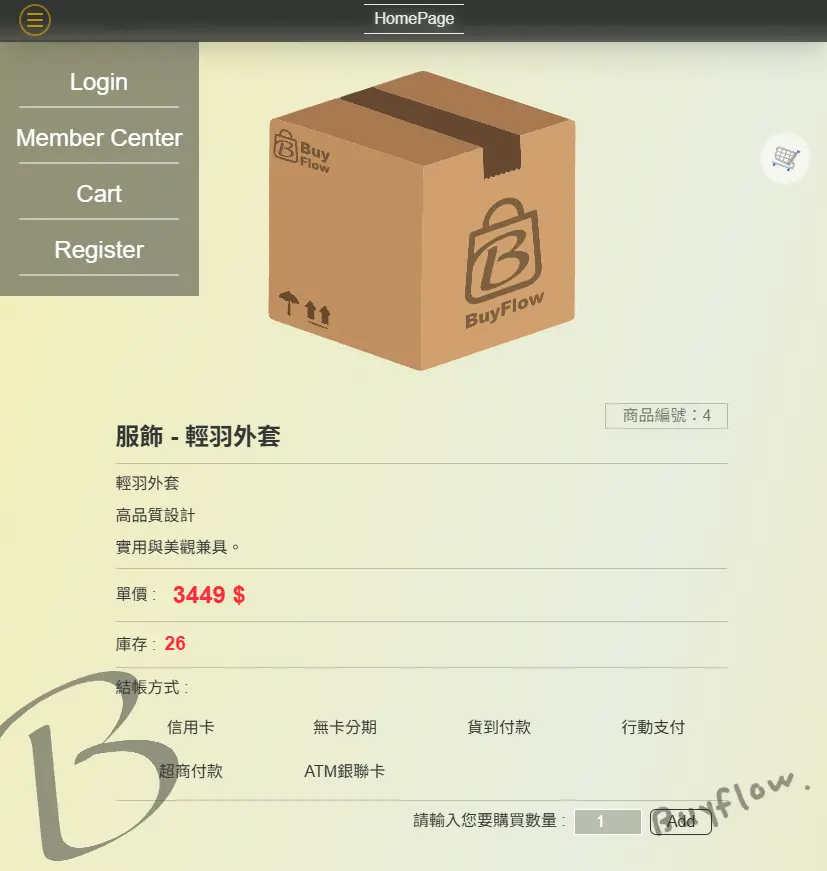 HomePage
Login
Member Center
Cart
Register
Buy
Flow
B
BuyFlow
商品編號：4
服飾 - 輕羽外套
輕羽外套
高品質設計
實用與美觀兼具。
單價 : 3449 $
庫存 : 26
結帳方式 :
信用卡 無卡分期 貨到付款 行動支付
超商付款 ATM銀聯卡
B
Buyflow.
請輸入您要購買數量 : 1 Add